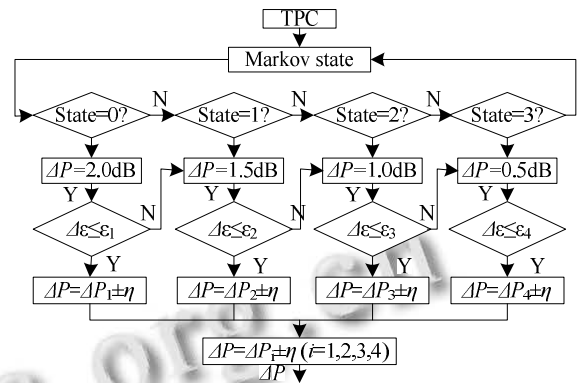 TPC
Markov state
State=0? N State=1? N State=2? N State=3?
ΔP=2.0dB ΔP=1.5dB ΔP=1.0dB ΔP=0.5dB
Y Y Y Y
Δε≤ε1 N Δε≤ε2 N Δε≤ε3 N Δε≤ε4
Y Y Y Y
ΔP=ΔP1±η ΔP=ΔP2±η ΔP=ΔP3±η ΔP=ΔP4±η
ΔP=ΔPi±η (i=1,2,3,4)
ΔP
.org.cn